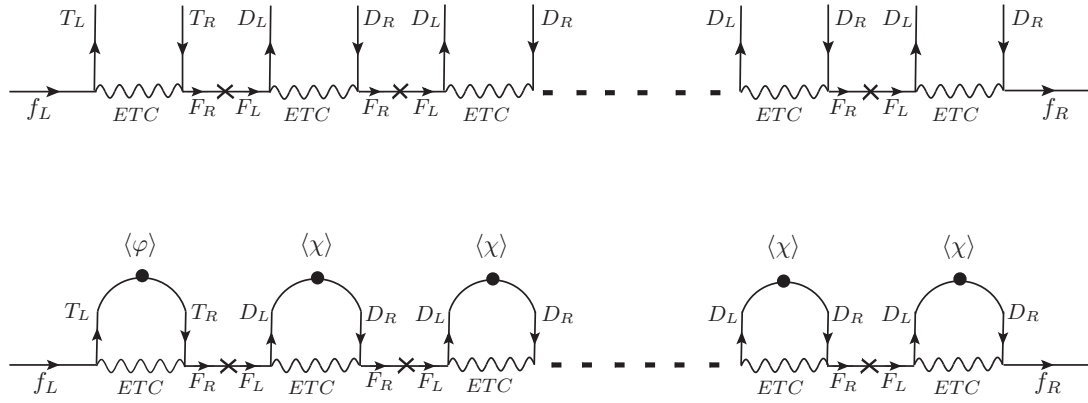 T_L T_R D_L D_R D_L D_R D_L D_R D_L D_R
f_L ETC F_R F_L ETC F_R F_L ETC ETC F_R F_L ETC f_R
⟨φ⟩ ⟨χ⟩ ⟨χ⟩ ⟨χ⟩ ⟨χ⟩
T_L T_R D_L D_R D_L D_R D_L D_R D_L D_R
f_L ETC F_R F_L ETC F_R F_L ETC ETC F_R F_L ETC f_R